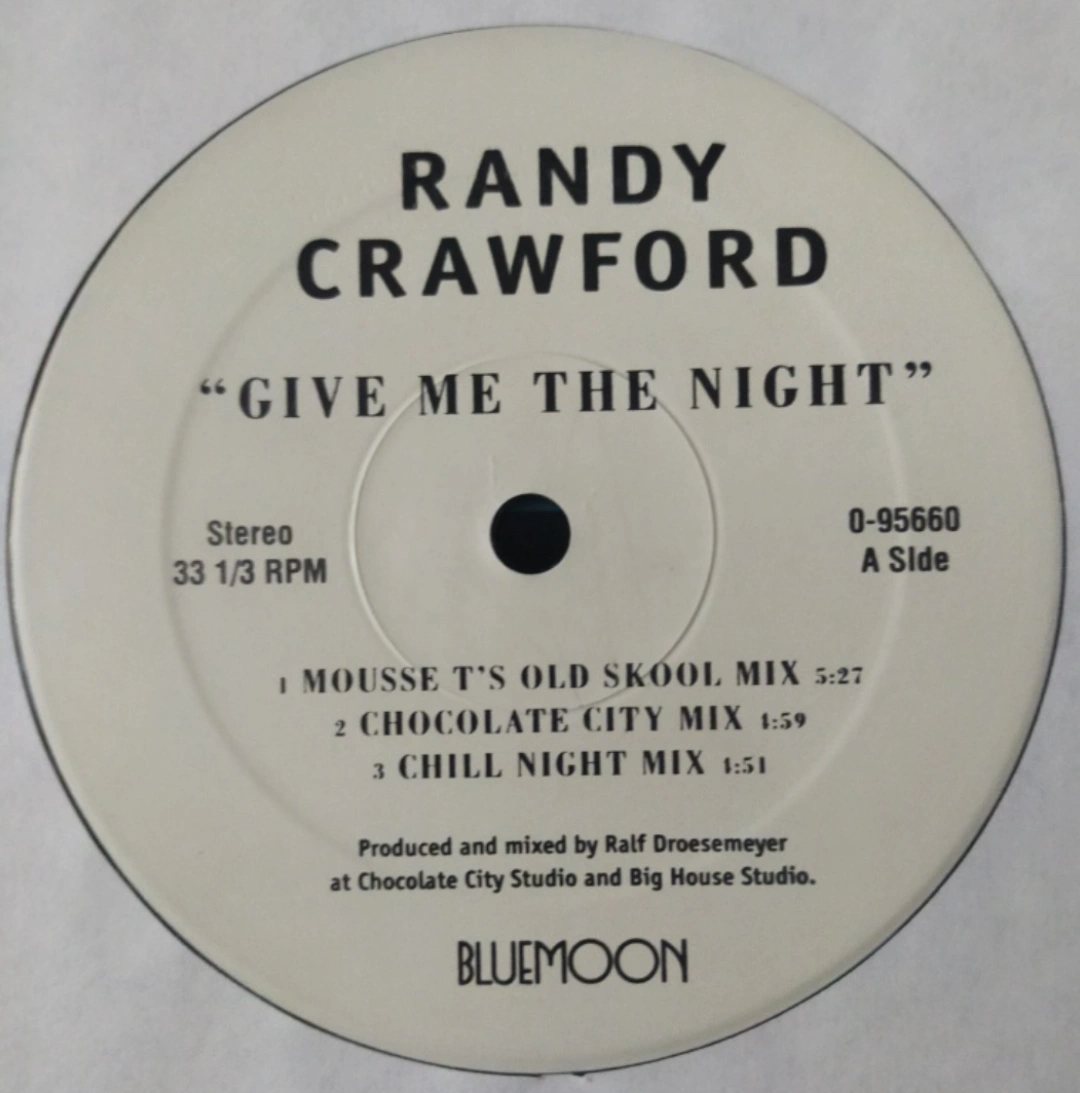 RANDY
CRAWFORD
“GIVE ME THE NIGHT”
Stereo
33 1/3 RPM
0-95660
A Side
1 MOUSSE T’S OLD SKOOL MIX 5:27
2 CHOCOLATE CITY MIX 4:59
3 CHILL NIGHT MIX 4:51
Produced and mixed by Ralf Droesemeyer
at Chocolate City Studio and Big House Studio.
BLUEMOON